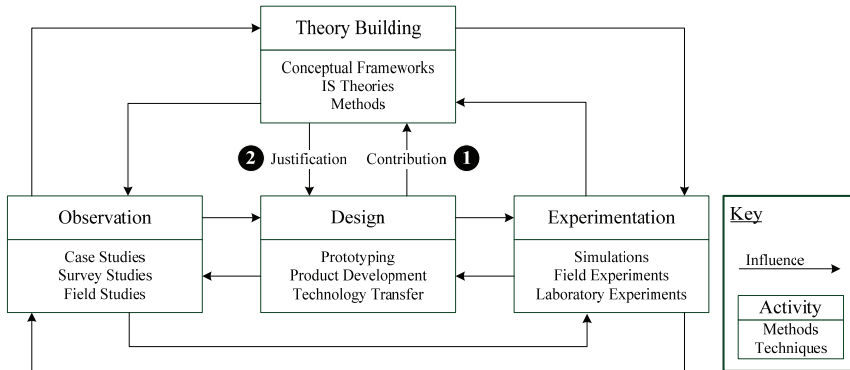 Theory Building
Conceptual Frameworks
IS Theories
Methods
2 Justification
Contribution 1
Observation
Case Studies
Survey Studies
Field Studies
Design
Prototyping
Product Development
Technology Transfer
Experimentation
Simulations
Field Experiments
Laboratory Experiments
Key
Influence
Activity
Methods
Techniques